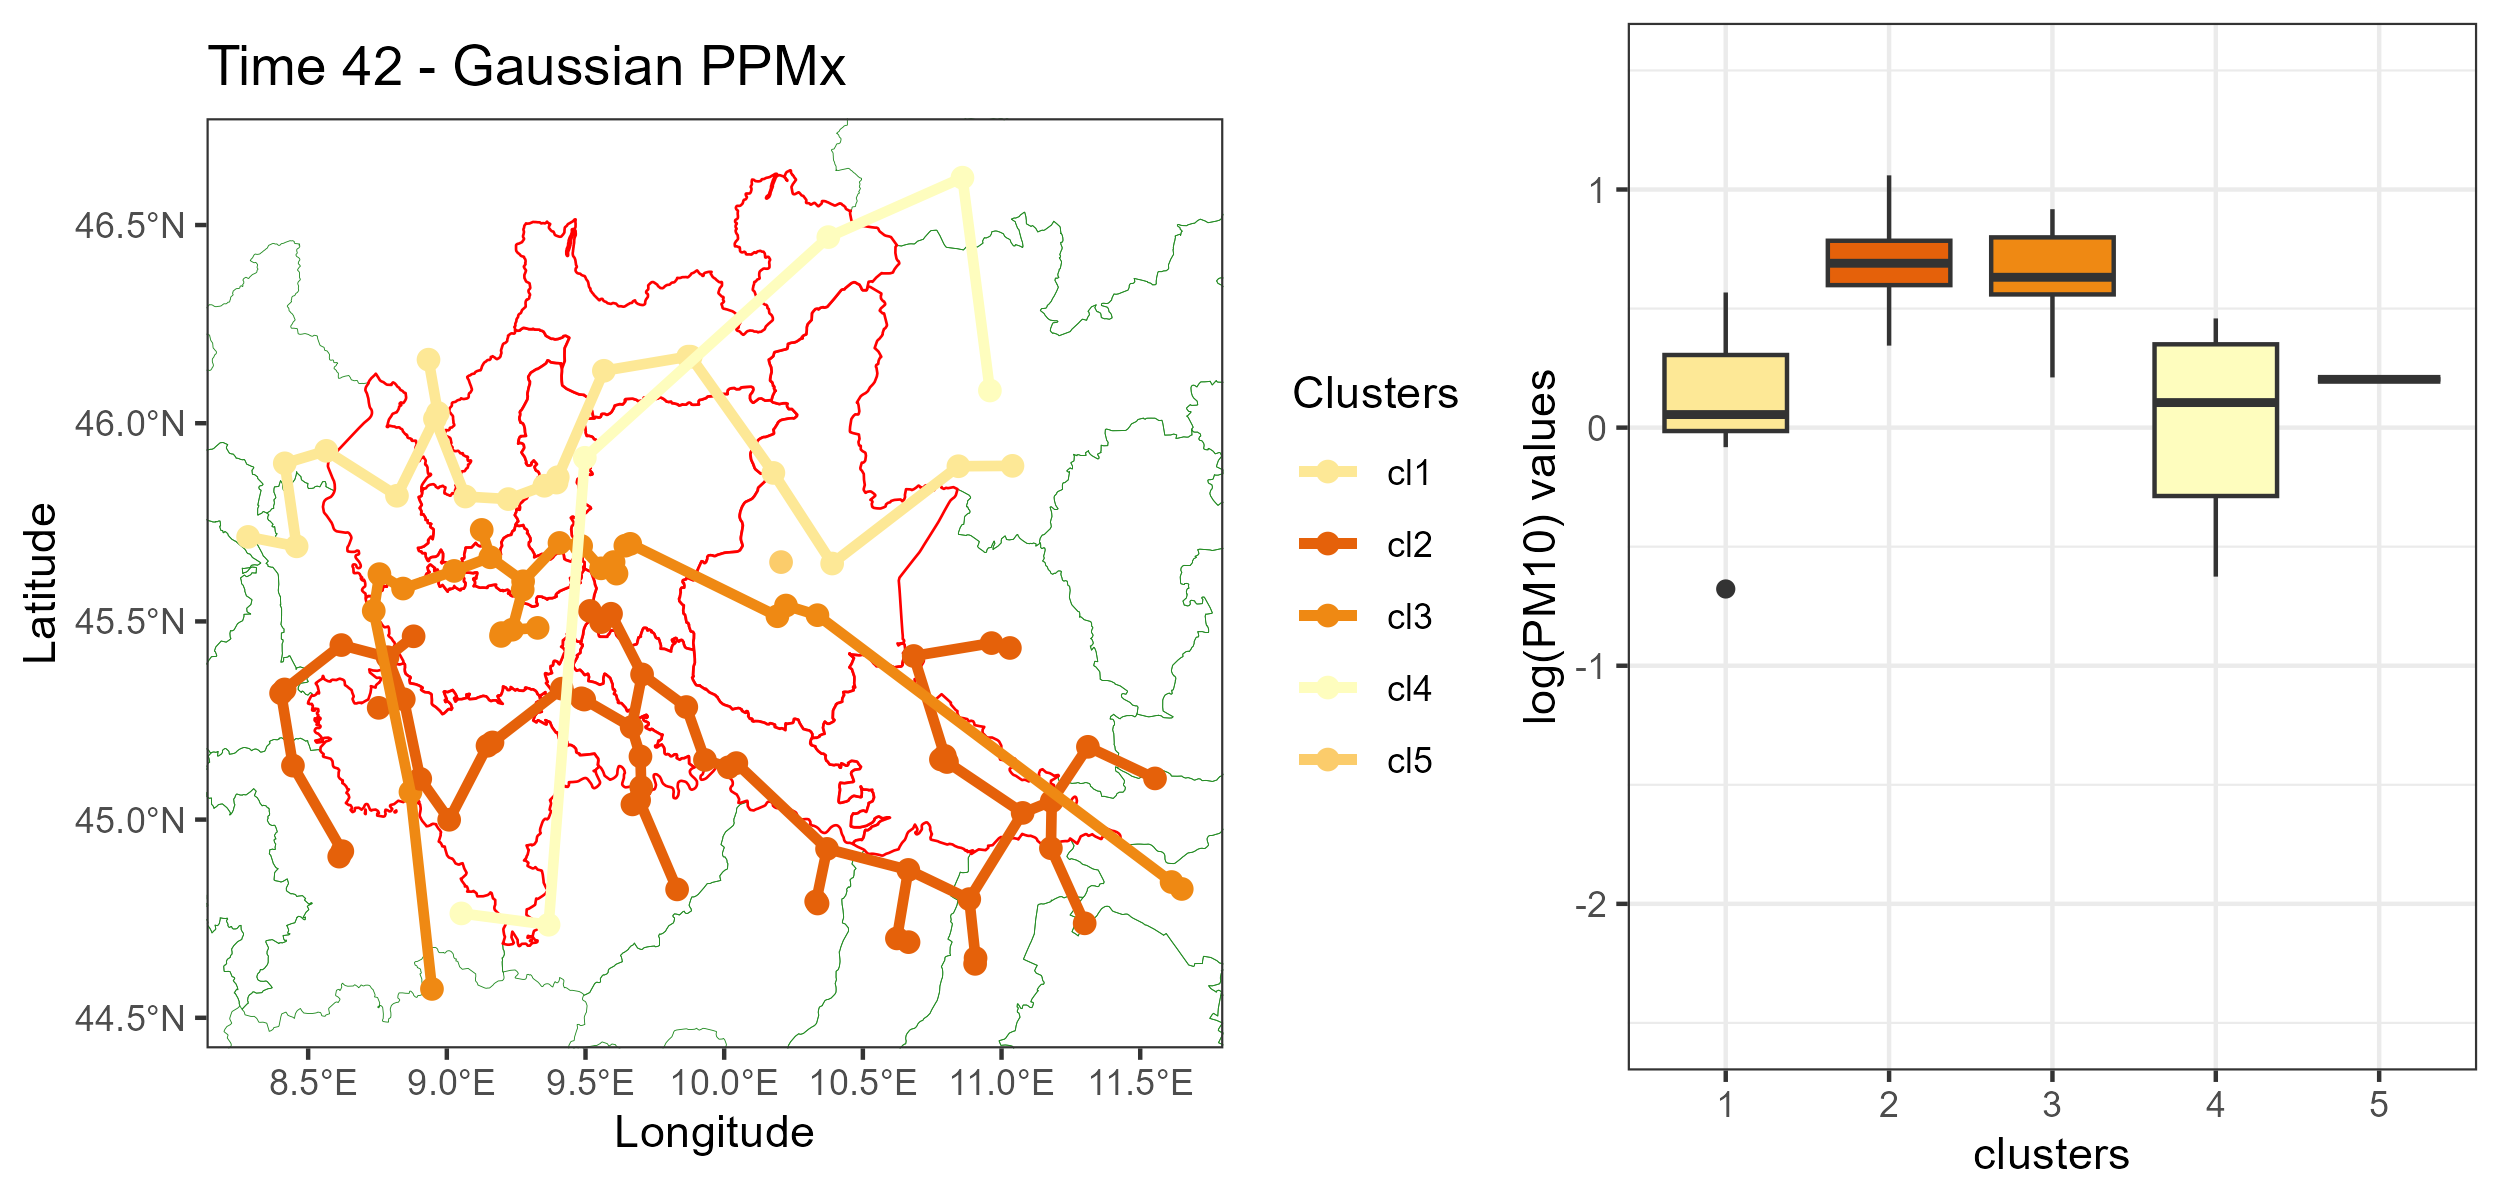 Time 42 - Gaussian PPMx
Latitude
46.5°N
46.0°N
45.5°N
45.0°N
44.5°N
8.5°E 9.0°E 9.5°E 10.0°E 10.5°E 11.0°E 11.5°E
Longitude
Clusters
cl1
cl2
cl3
cl4
cl5
log(PM10) values
1
0
-1
-2
1 2 3 4 5
clusters